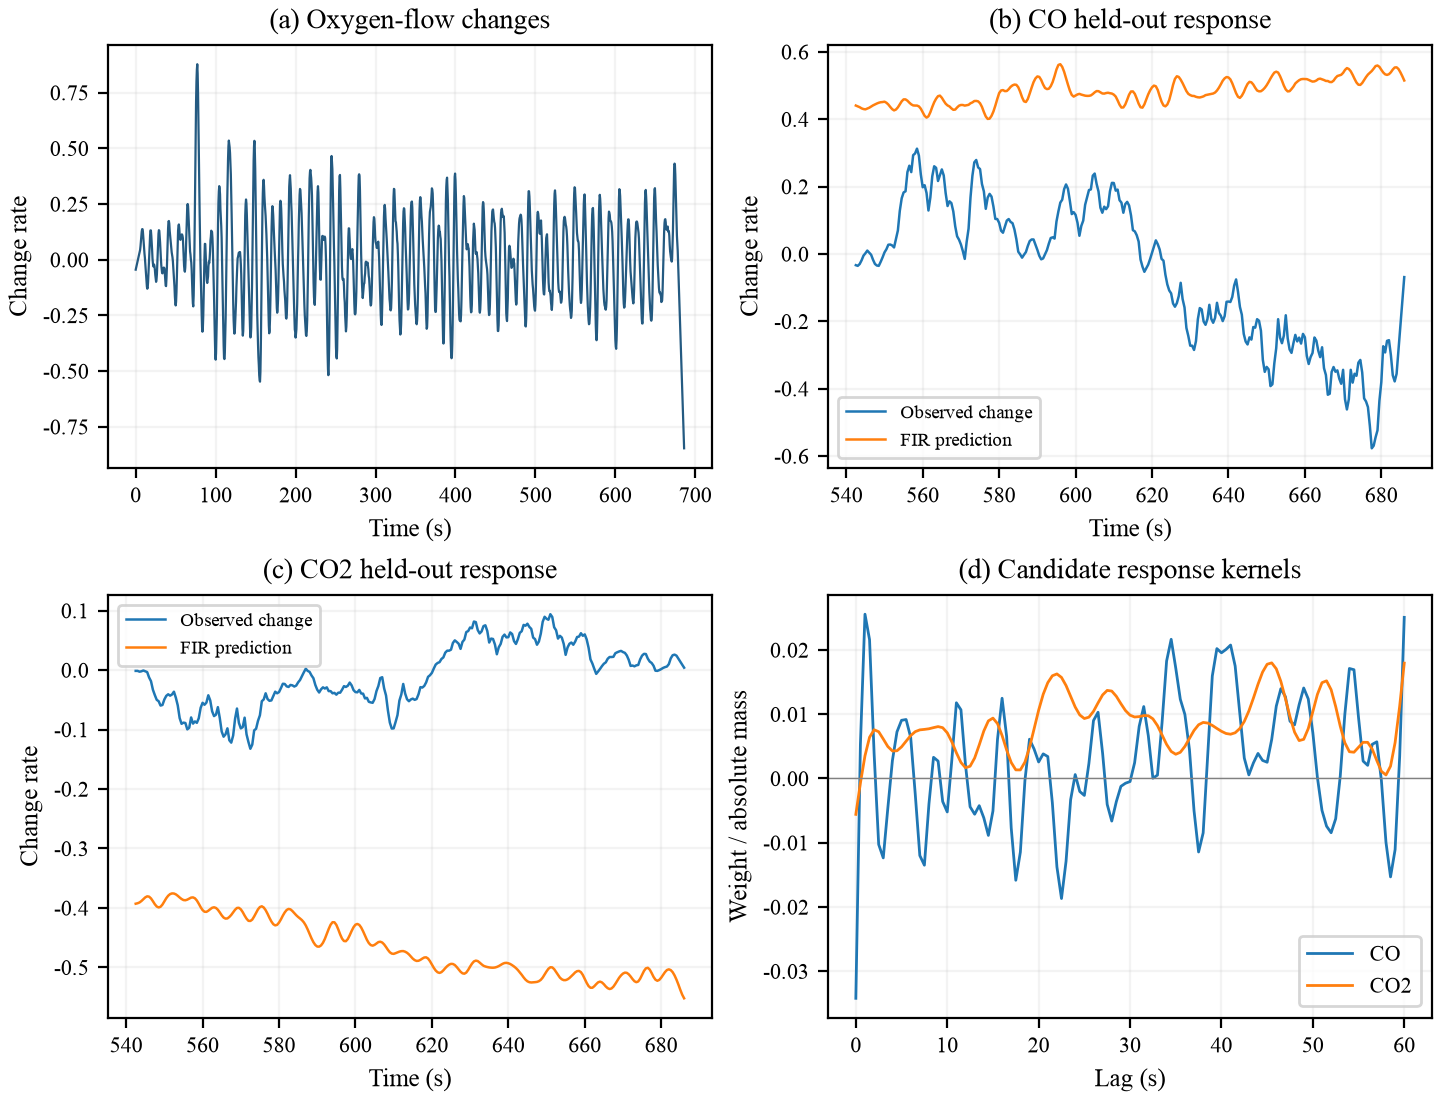 (a) Oxygen-flow changes
Change rate
0.75
0.50
0.25
0.00
-0.25
-0.50
-0.75
0 100 200 300 400 500 600 700
Time (s)
(b) CO held-out response
Change rate
0.6
0.4
0.2
0.0
-0.2
-0.4
-0.6
Observed change
FIR prediction
540 560 580 600 620 640 660 680
Time (s)
(c) CO2 held-out response
Change rate
0.1
0.0
-0.1
-0.2
-0.3
-0.4
-0.5
Observed change
FIR prediction
540 560 580 600 620 640 660 680
Time (s)
(d) Candidate response kernels
Weight / absolute mass
0.02
0.01
0.00
-0.01
-0.02
-0.03
CO
CO2
0 10 20 30 40 50 60
Lag (s)